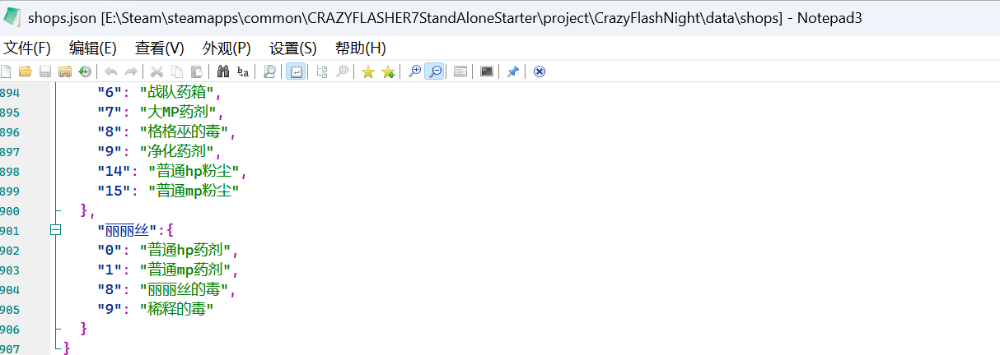 shops.json [E:\Steam\steamapps\common\CRAZYFLASHER7StandAloneStarter\project\CrazyFlashNight\data\shops] - Notepad3
文件(F) 编辑(E) 查看(V) 外观(P) 设置(S) 帮助(H)
894 "6": "战队药箱",
895 "7": "大MP药剂",
896 "8": "格格巫的毒",
897 "9": "净化药剂",
898 "14": "普通hp粉尘",
899 "15": "普通mp粉尘"
900 },
901 "丽丽丝":{
902 "0": "普通hp药剂",
903 "1": "普通mp药剂",
904 "8": "丽丽丝的毒",
905 "9": "稀释的毒"
906 }
907 }